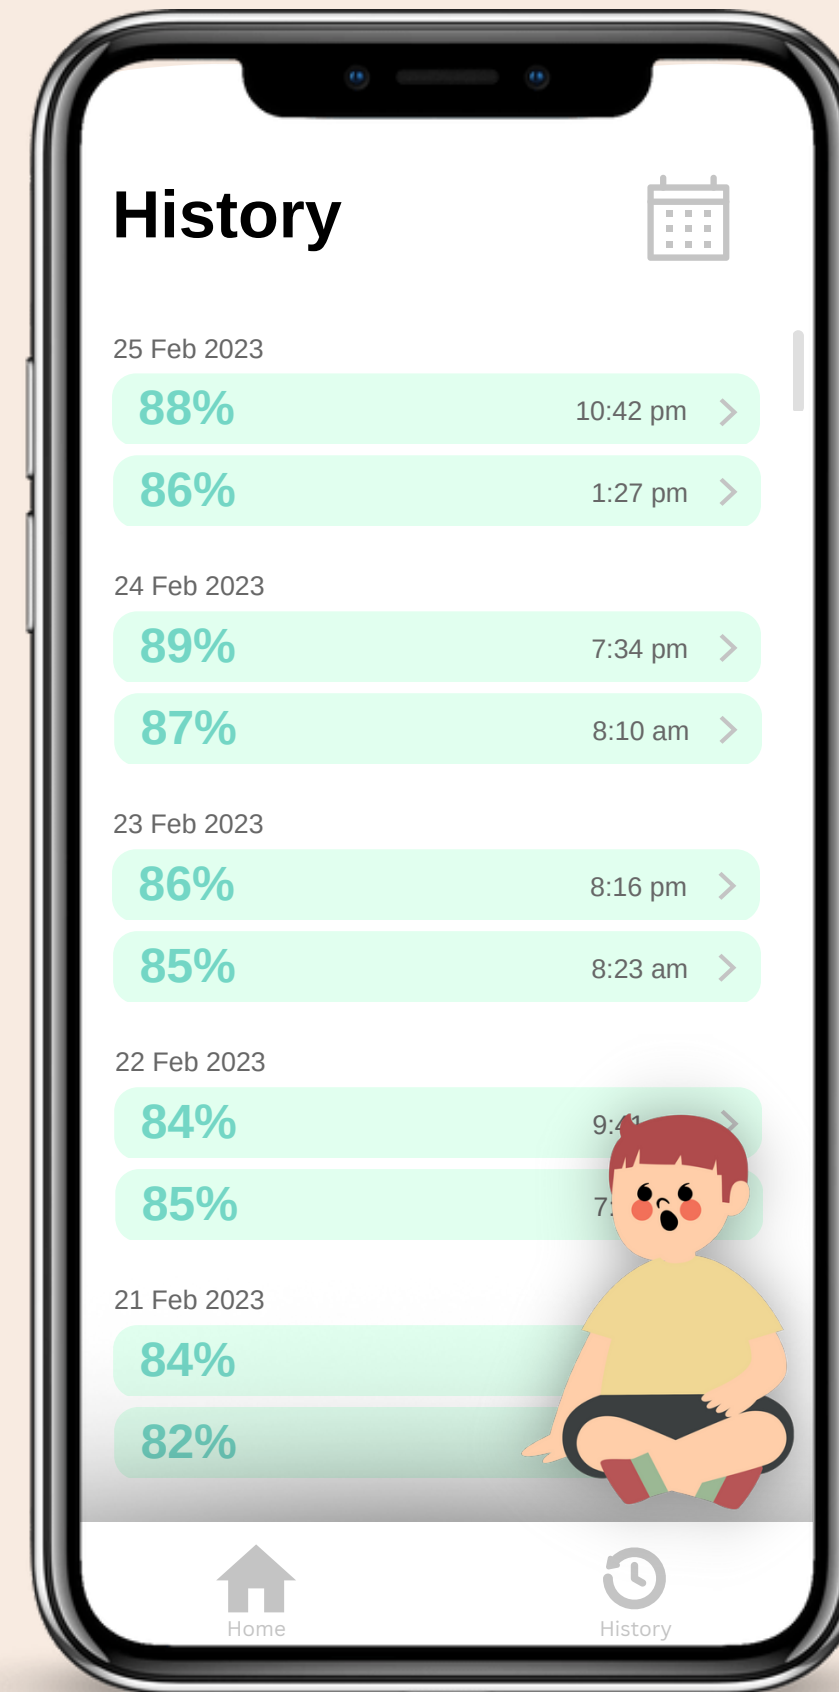 History
25 Feb 2023
88% 10:42 pm
86% 1:27 pm
24 Feb 2023
89% 7:34 pm
87% 8:10 am
23 Feb 2023
86% 8:16 pm
85% 8:23 am
22 Feb 2023
84%
85%
21 Feb 2023
84%
82%
Home History